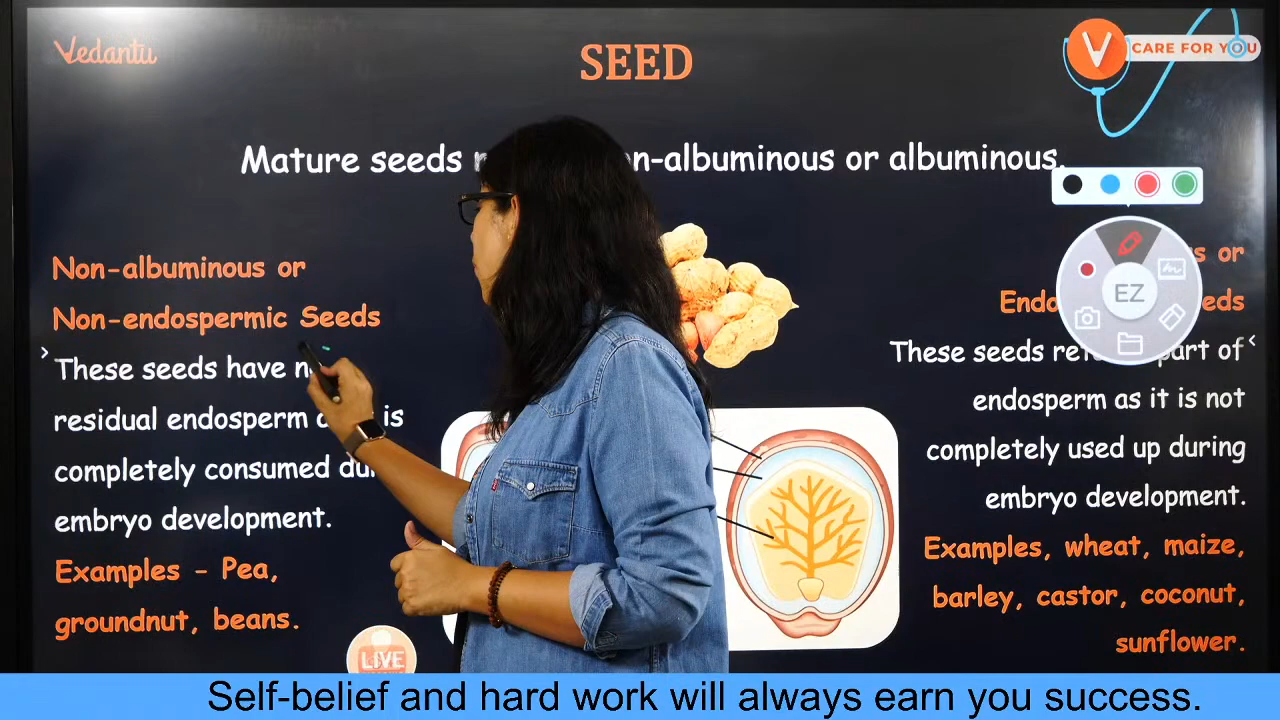 Vedantu
SEED
V CARE FOR YOU
Mature seeds on-albuminous or albuminous.
Non-albuminous or
Non-endospermic Seeds
These seeds have
residual endosperm is
completely consumed
embryo development.
Examples - Pea,
groundnut, beans.
or
These seeds part of
endosperm as it is not
completely used up during
embryo development.
Examples, wheat, maize,
barley, castor, coconut,
sunflower.
EZ
LIVE
Self-belief and hard work will always earn you success.